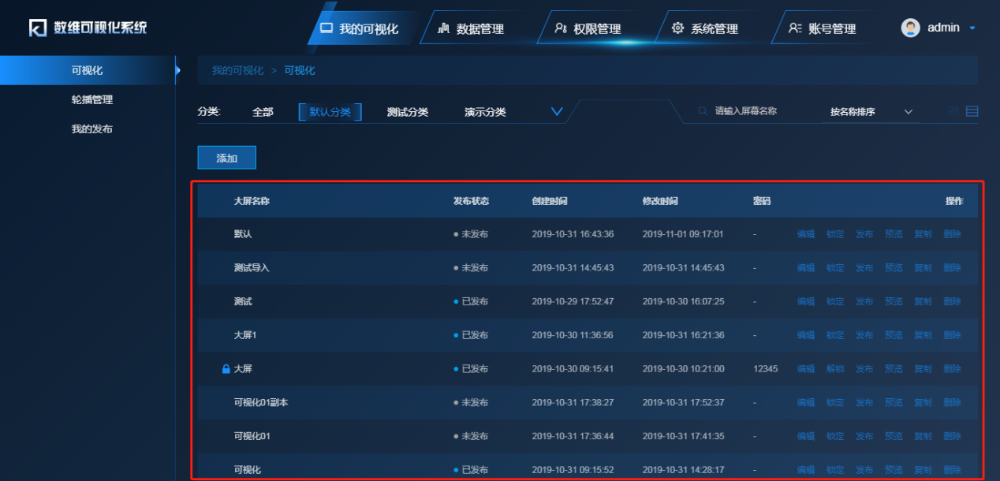 数维可视化系统 我的可视化 数据管理 权限管理 系统管理 账号管理 admin
可视化
轮播管理
我的发布
我的可视化 > 可视化
分类: 全部 默认分类 测试分类 演示分类 请输入屏幕名称 按名称排序
添加
大屏名称 发布状态 创建时间 修改时间 密码 操作
默认 未发布 2019-10-31 16:43:36 2019-11-01 09:17:01 - 编辑 锁定 发布 预览 复制 删除
测试导入 未发布 2019-10-31 14:45:43 2019-10-31 14:45:43 - 编辑 锁定 发布 预览 复制 删除
测试 已发布 2019-10-29 17:52:47 2019-10-30 16:07:25 - 编辑 锁定 发布 预览 复制 删除
大屏1 已发布 2019-10-30 11:36:56 2019-10-31 16:21:36 - 编辑 锁定 发布 预览 复制 删除
大屏 已发布 2019-10-30 09:15:41 2019-10-30 10:21:00 12345 编辑 解锁 发布 预览 复制 删除
可视化01副本 未发布 2019-10-31 17:38:27 2019-10-31 17:52:37 - 编辑 锁定 发布 预览 复制 删除
可视化01 未发布 2019-10-31 17:36:44 2019-10-31 17:41:35 - 编辑 锁定 发布 预览 复制 删除
可视化 已发布 2019-10-31 09:15:52 2019-10-31 14:28:17 - 编辑 锁定 发布 预览 复制 删除